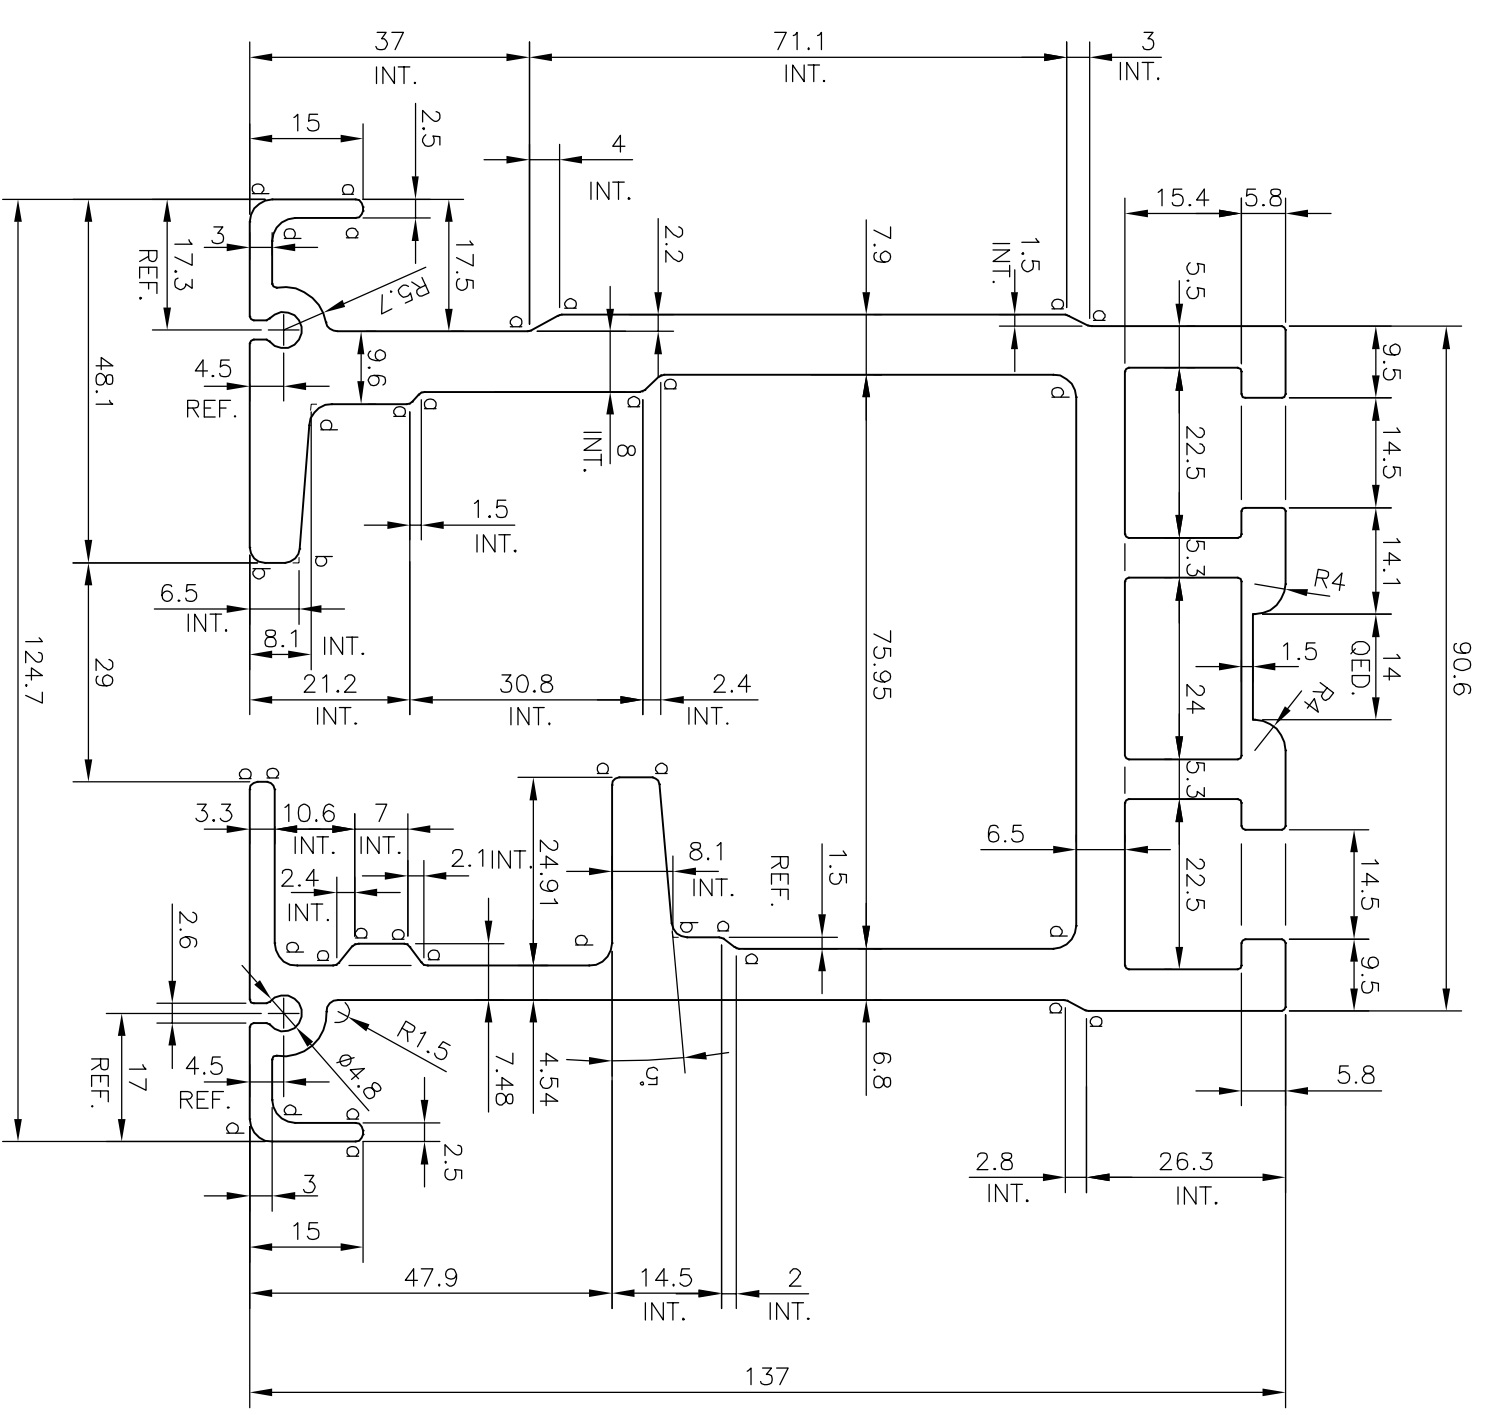 37
INT.
71.1
INT.
3
INT.
15
2.5
4
INT.
15.4
5.8
d
a
a
d
3
17.3
REF.
R5.7
17.5
2.2
7.9
1.5
INT.
5.5
9.5
a
a
a
a
4.5
REF.
9.6
48.1
a
a
a
a
d
d
8
INT.
22.5
14.5
90.6
1.5
INT.
5.3
14.1
R4
b
b
6.5
INT.
8.1
INT.
21.2
INT.
30.8
INT.
2.4
INT.
75.95
1.5
24
14
QED.
R4
29
124.7
a
a
a
a
5.3
3.3
10.6
INT.
7
INT.
2.1INT.
2.4
INT.
24.91
8.1
INT.
REF.
1.5
6.5
22.5
14.5
2.6
d
a
a
a
a
d
b
a
a
d
9.5
R1.5
ø4.8
7.48
4.54
5°
6.8
a
a
5.8
4.5
REF.
17
REF.
d
d
a
a
2.5
3
15
2.8
INT.
26.3
INT.
47.9
14.5
INT.
2
INT.
137